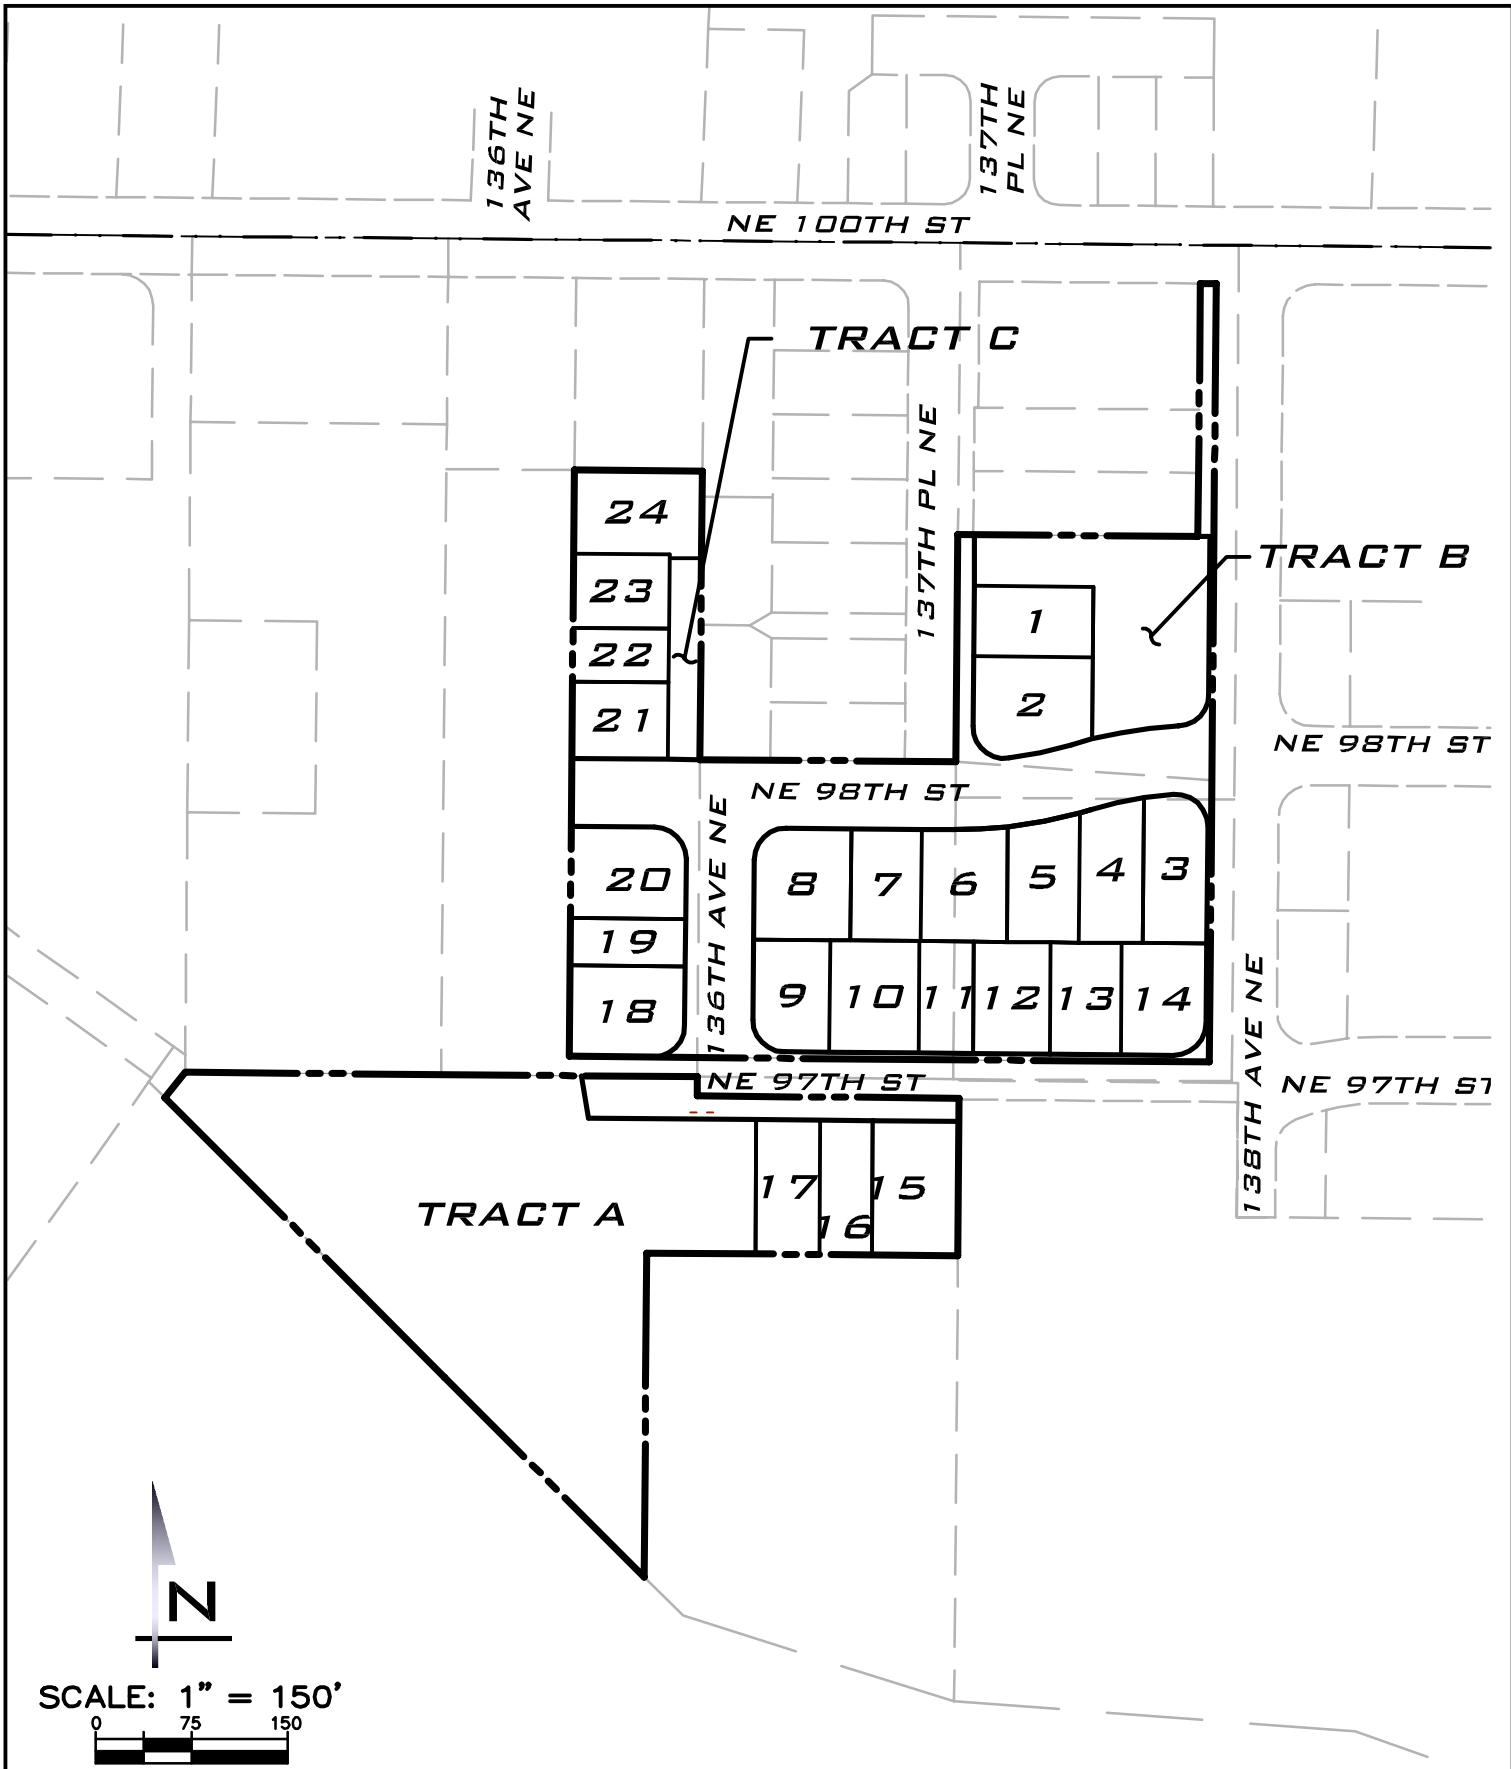 136TH
AVE NE
137TH
PL NE
NE 100TH ST
TRACT C
137TH PL NE
24
TRACT B
23
1
22
2
21
NE 98TH ST
NE 98TH ST
136TH AVE NE
20
8
7
6
5
4
3
19
18
9
10
11
12
13
14
138TH AVE NE
NE 97TH ST
NE 97TH ST
17
16
15
TRACT A
N
SCALE: 1" = 150'
0 75 150